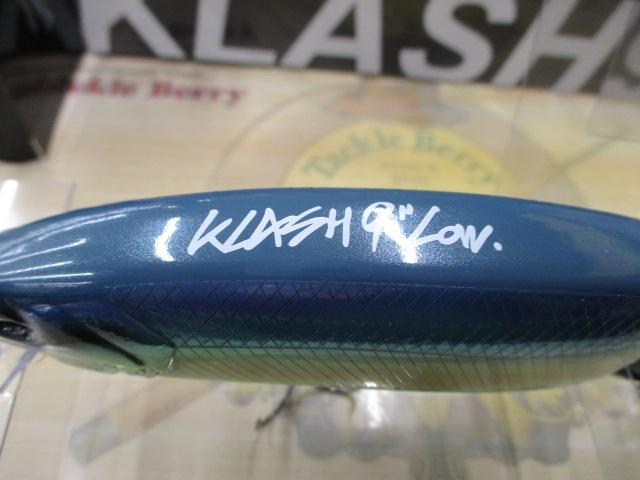 KLASH
Tackle Berry
Tackle Berry
KLASH 9" Low.